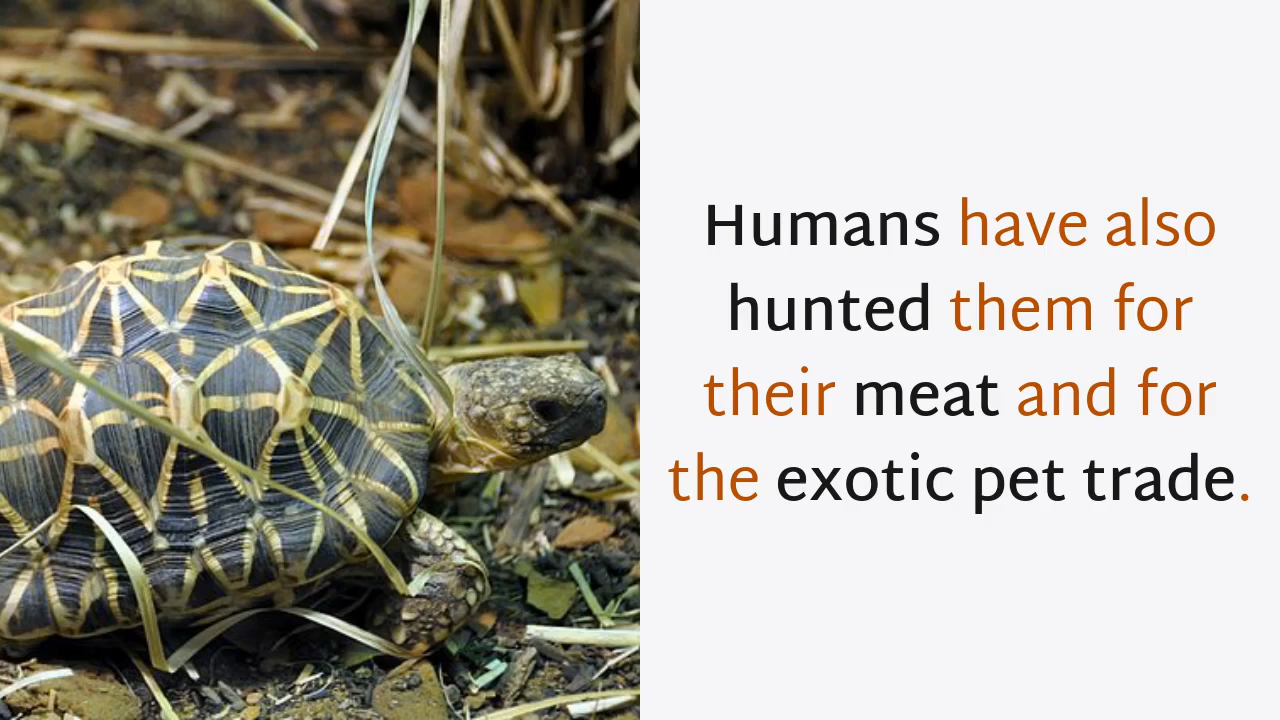 Humans have also
hunted them for
their meat and for
the exotic pet trade.